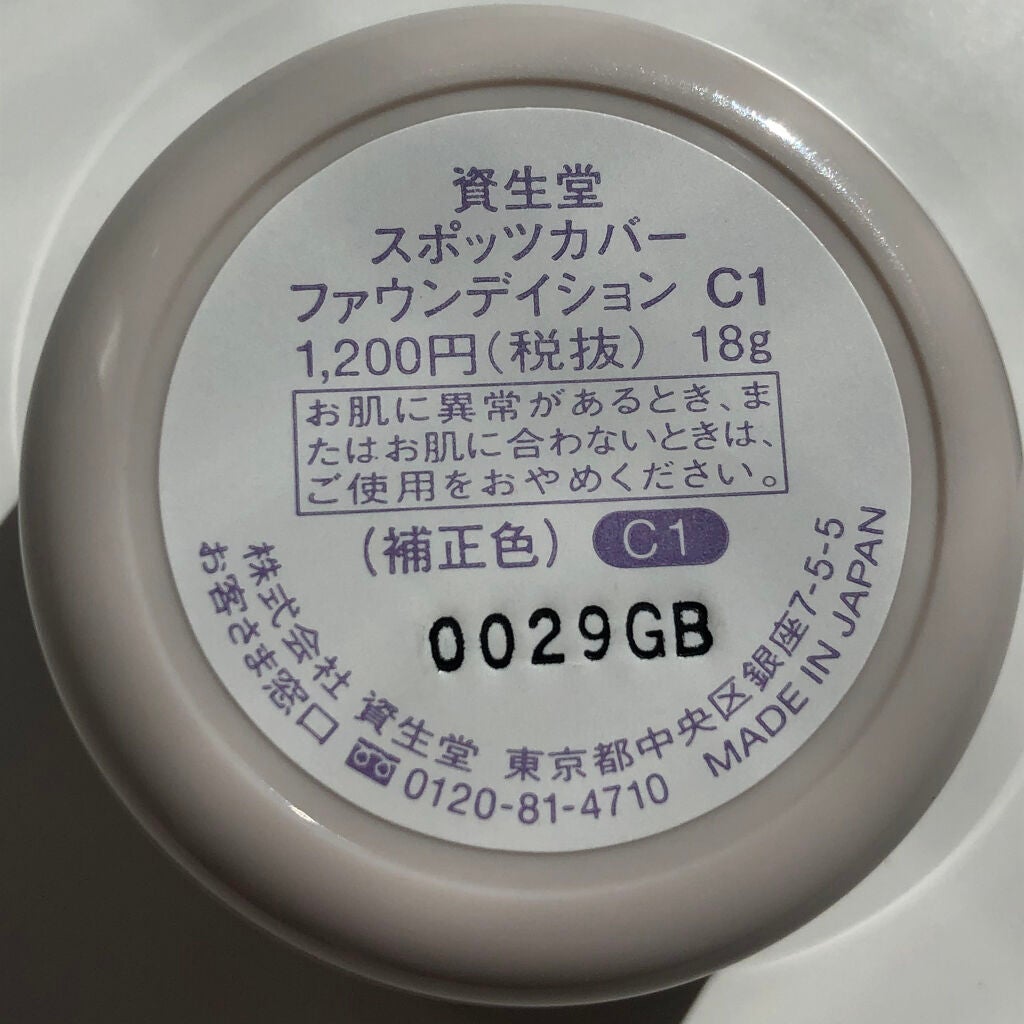 資生堂
スポッツカバー
ファウンデイション C1
1,200円(税抜) 18g
お肌に異常があるとき、ま
たはお肌に合わないときは、
ご使用をおやめください。
(補正色) C1
0029GB
株式会社 資生堂 東京都中央区銀座7-5-5
お客さま窓口 0120-81-4710 MADE IN JAPAN